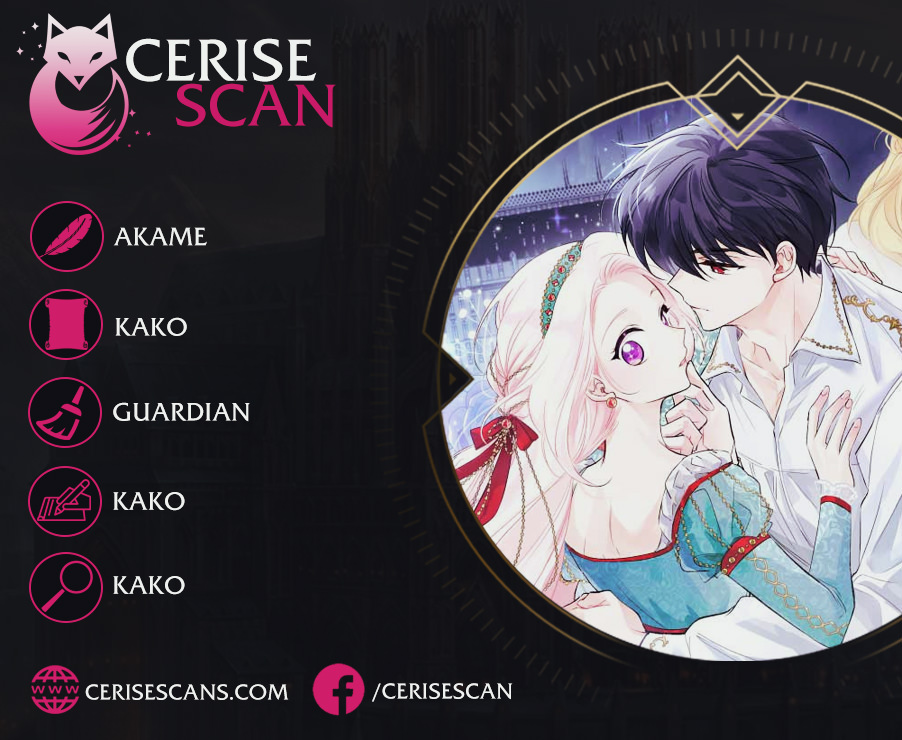 CERISE
SCAN
AKAME
KAKO
GUARDIAN
KAKO
KAKO
WWW
CERISESCANS.COM
/CERISESCAN